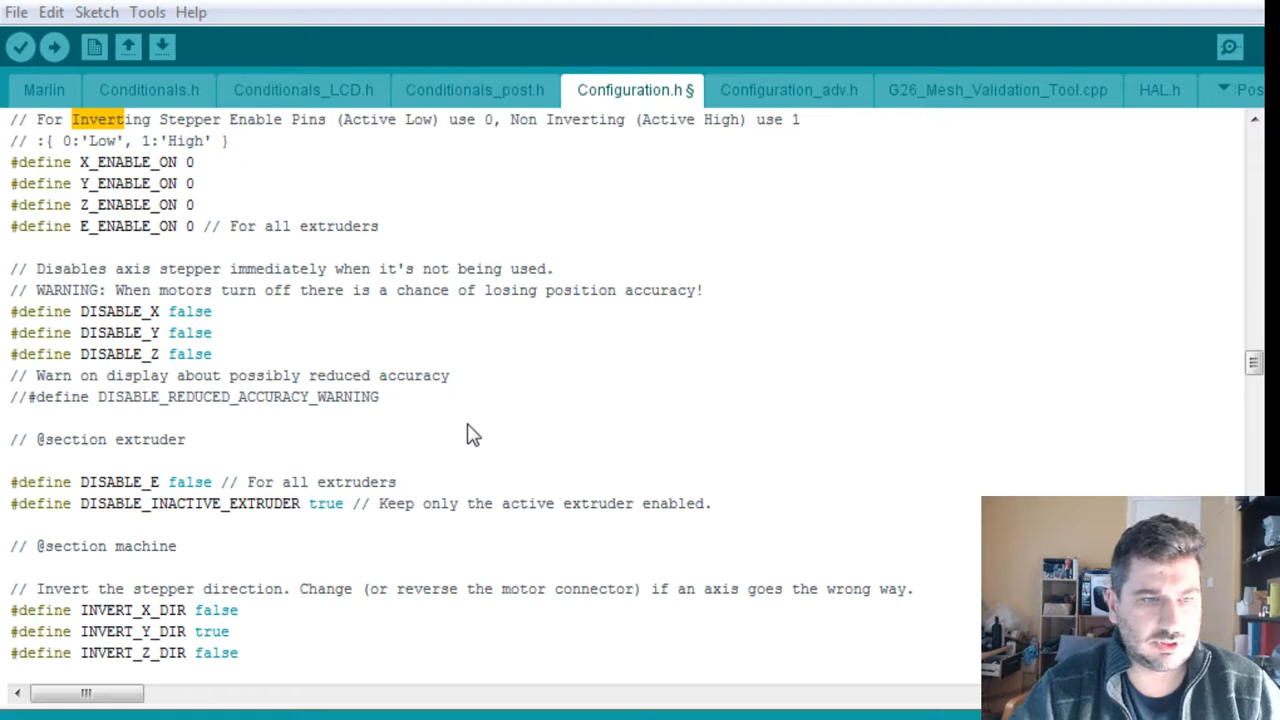 File Edit Sketch Tools Help
Marlin Conditionals.h Conditionals_LCD.h Conditionals_post.h Configuration.h § Configuration_adv.h G26_Mesh_Validation_Tool.cpp HAL.h Pos
// For Inverting Stepper Enable Pins (Active Low) use 0, Non Inverting (Active High) use 1
// :{ 0:'Low', 1:'High' }
#define X_ENABLE_ON 0
#define Y_ENABLE_ON 0
#define Z_ENABLE_ON 0
#define E_ENABLE_ON 0 // For all extruders
// Disables axis stepper immediately when it's not being used.
// WARNING: When motors turn off there is a chance of losing position accuracy!
#define DISABLE_X false
#define DISABLE_Y false
#define DISABLE_Z false
// Warn on display about possibly reduced accuracy
//#define DISABLE_REDUCED_ACCURACY_WARNING
// @section extruder
#define DISABLE_E false // For all extruders
#define DISABLE_INACTIVE_EXTRUDER true // Keep only the active extruder enabled.
// @section machine
// Invert the stepper direction. Change (or reverse the motor connector) if an axis goes the wrong way.
#define INVERT_X_DIR false
#define INVERT_Y_DIR true
#define INVERT_Z_DIR false